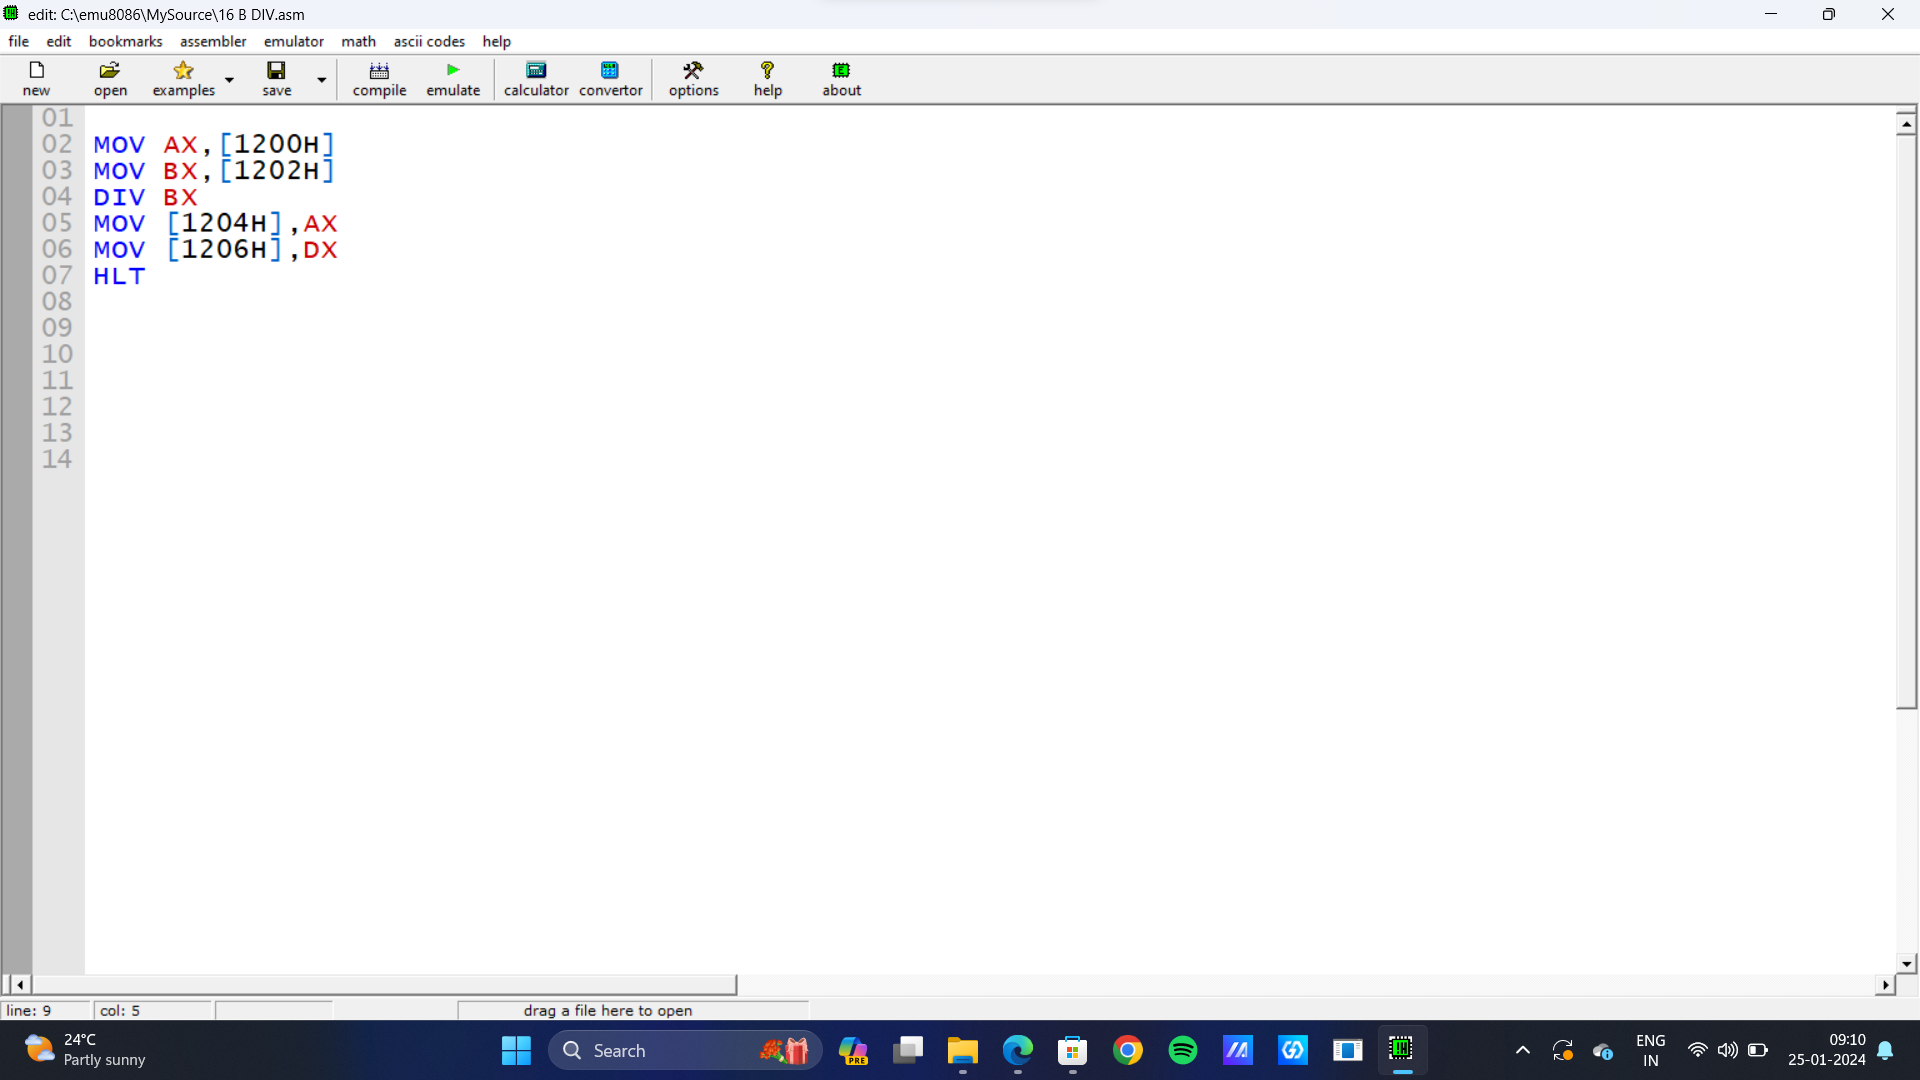 edit: C:\emu8086\MySource\16 B DIV.asm
file edit bookmarks assembler emulator math ascii codes help
new open examples save compile emulate calculator convertor options help about
01
02 MOV AX,[1200H]
03 MOV BX,[1202H]
04 DIV BX
05 MOV [1204H],AX
06 MOV [1206H],DX
07 HLT
08
09
10
11
12
13
14
line: 9 col: 5 drag a file here to open
24°C
Partly sunny
Search
PRE
ENG
IN
09:10
25-01-2024